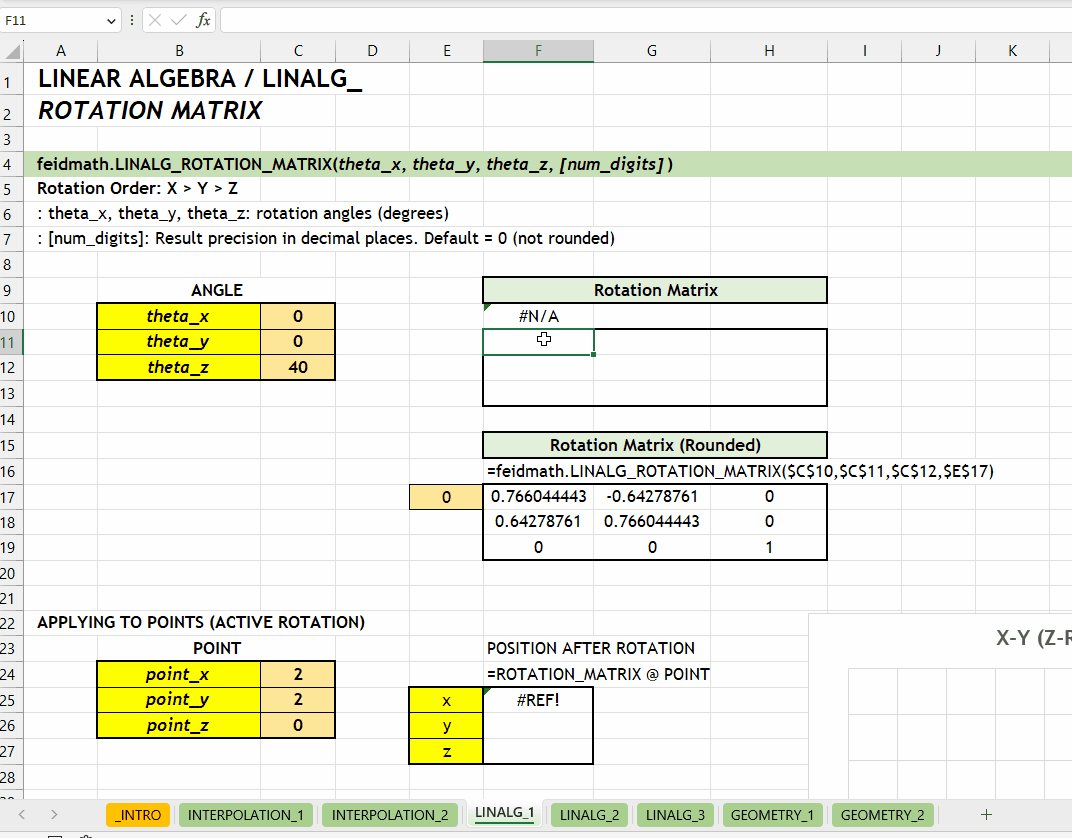 F11
fx
A B C D E F G H I J K
1 LINEAR ALGEBRA / LINALG_
2 ROTATION MATRIX
3
4 feidmath.LINALG_ROTATION_MATRIX(theta_x, theta_y, theta_z, [num_digits])
5 Rotation Order: X > Y > Z
6 : theta_x, theta_y, theta_z: rotation angles (degrees)
7 : [num_digits]: Result precision in decimal places. Default = 0 (not rounded)
8
9 ANGLE Rotation Matrix
10 theta_x 0 #N/A
11 theta_y 0
12 theta_z 40
13
14
15 Rotation Matrix (Rounded)
16 =feidmath.LINALG_ROTATION_MATRIX($C$10,$C$11,$C$12,$E$17)
17 0 0.766044443 -0.64278761 0
18 0.64278761 0.766044443 0
19 0 0 1
20
21
22 APPLYING TO POINTS (ACTIVE ROTATION)
23 POINT POSITION AFTER ROTATION X-Y (Z-R
24 point_x 2 =ROTATION_MATRIX @ POINT
25 point_y 2 x #REF!
26 point_z 0 y
27 z
28
_INTRO INTERPOLATION_1 INTERPOLATION_2 LINALG_1 LINALG_2 LINALG_3 GEOMETRY_1 GEOMETRY_2